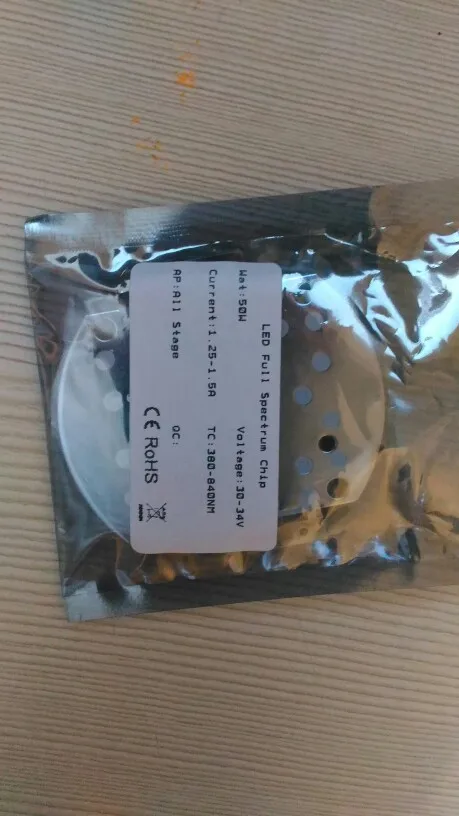 LED Full Spectrum Chip
Wat:50W Voltage:30-34V
Current:1.25-1.5A TC:380-840NM
AP:All Stage QC:
CE RoHS